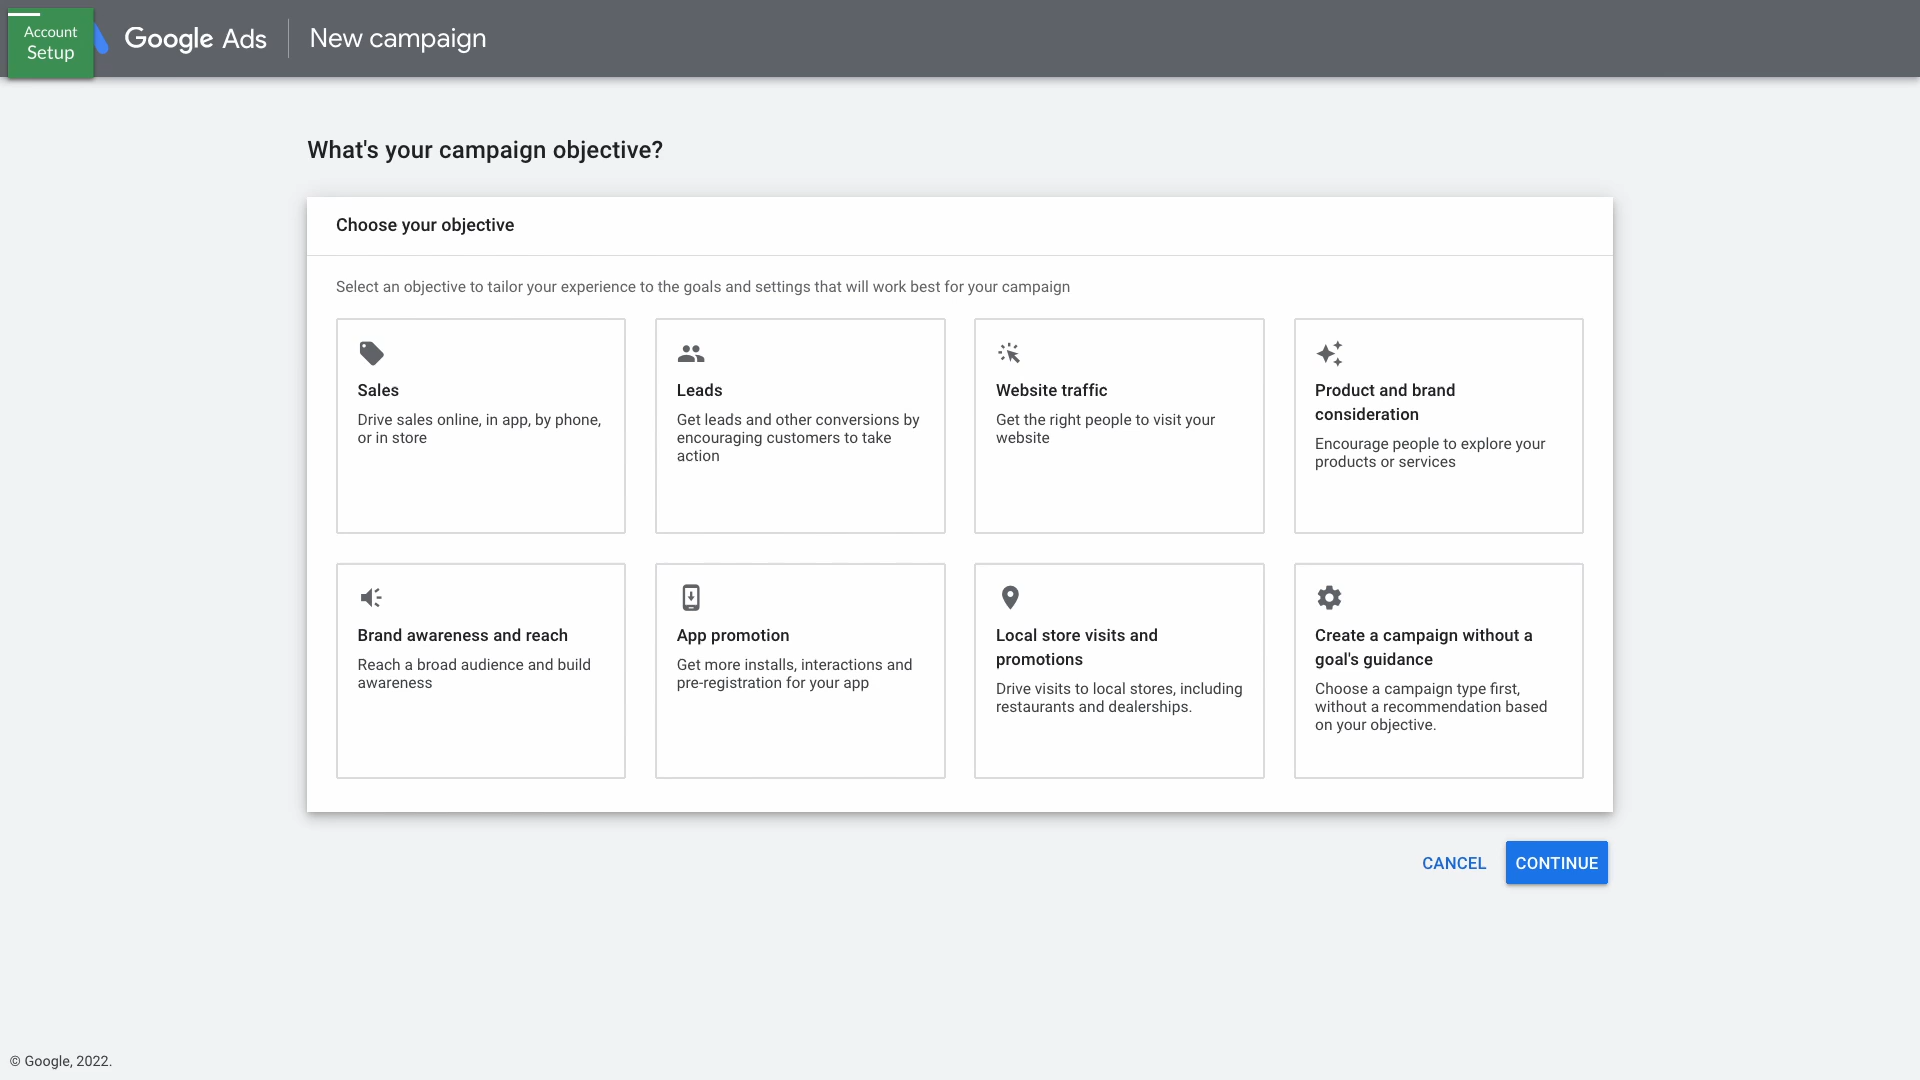 Account
Setup
Google Ads
New campaign
What's your campaign objective?
Choose your objective
Select an objective to tailor your experience to the goals and settings that will work best for your campaign
Sales
Drive sales online, in app, by phone,
or in store
Leads
Get leads and other conversions by
encouraging customers to take
action
Website traffic
Get the right people to visit your
website
Product and brand
consideration
Encourage people to explore your
products or services
Brand awareness and reach
Reach a broad audience and build
awareness
App promotion
Get more installs, interactions and
pre-registration for your app
Local store visits and
promotions
Drive visits to local stores, including
restaurants and dealerships.
Create a campaign without a
goal's guidance
Choose a campaign type first,
without a recommendation based
on your objective.
CANCEL
CONTINUE
© Google, 2022.